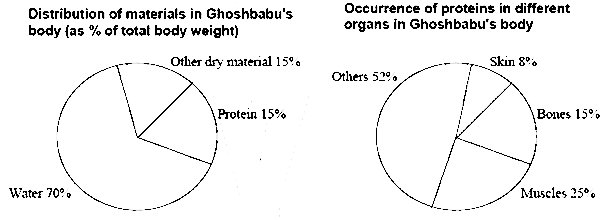 Distribution of materials in Ghoshbabu's
body (as % of total body weight)
Other dry material 15%
Protein 15%
Water 70%
Occurrence of proteins in different
organs in Ghoshbabu's body
Skin 8%
Others 52%
Bones 15%
Muscles 25%